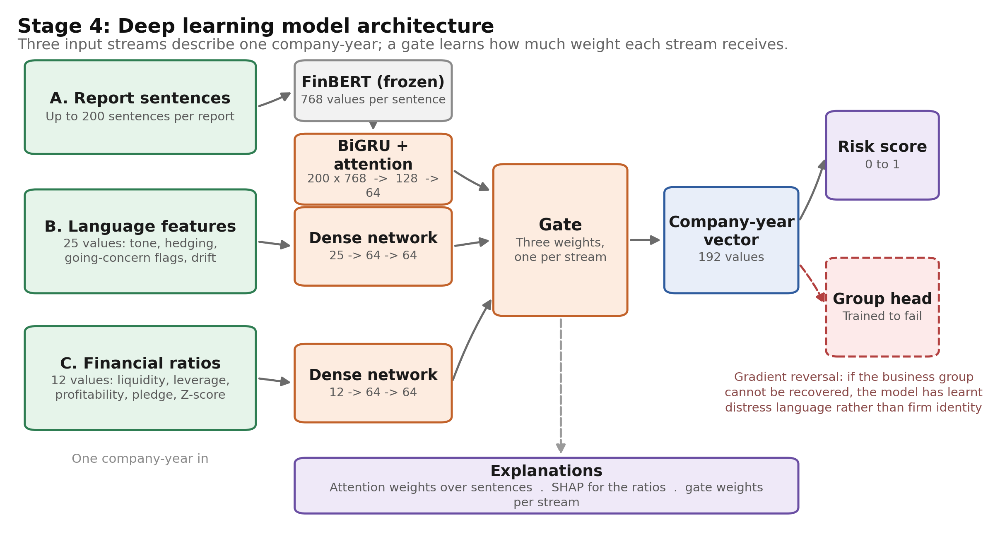 Stage 4: Deep learning model architecture
Three input streams describe one company-year; a gate learns how much weight each stream receives.
A. Report sentences
Up to 200 sentences per report
FinBERT (frozen)
768 values per sentence
BiGRU +
attention
200 x 768 -> 128 ->
64
B. Language features
25 values: tone, hedging,
going-concern flags, drift
Dense network
25 -> 64 -> 64
C. Financial ratios
12 values: liquidity, leverage,
profitability, pledge, Z-score
Dense network
12 -> 64 -> 64
Gate
Three weights,
one per stream
Company-year
vector
192 values
Risk score
0 to 1
Group head
Trained to fail
Gradient reversal: if the business group
cannot be recovered, the model has learnt
distress language rather than firm identity
One company-year in
Explanations
Attention weights over sentences . SHAP for the ratios . gate weights
per stream